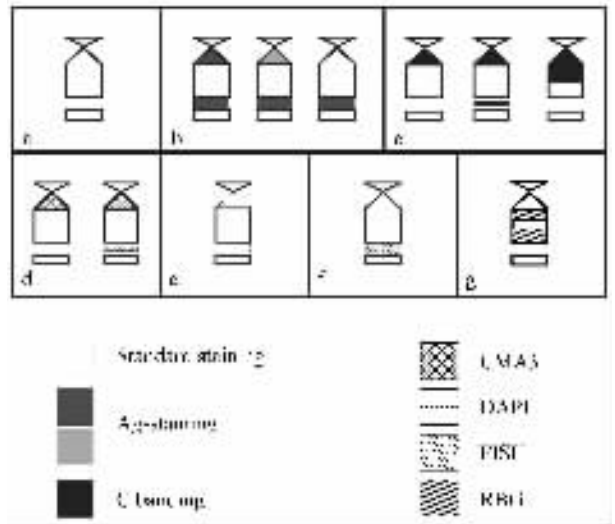 a
b
c
d
e
f
g
Standard staining
Ag-staining
C banding
CMA3
DAPI
FISH
RBG